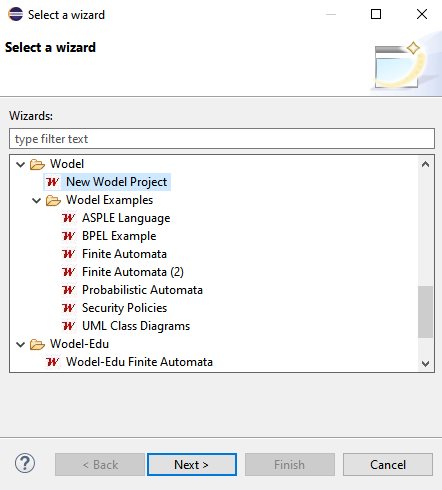 Select a wizard
Select a wizard
Wizards:
type filter text
Wodel
New Wodel Project
Wodel Examples
ASPLE Language
BPEL Example
Finite Automata
Finite Automata (2)
Probabilistic Automata
Security Policies
UML Class Diagrams
Wodel-Edu
Wodel-Edu Finite Automata
? < Back Next > Finish Cancel